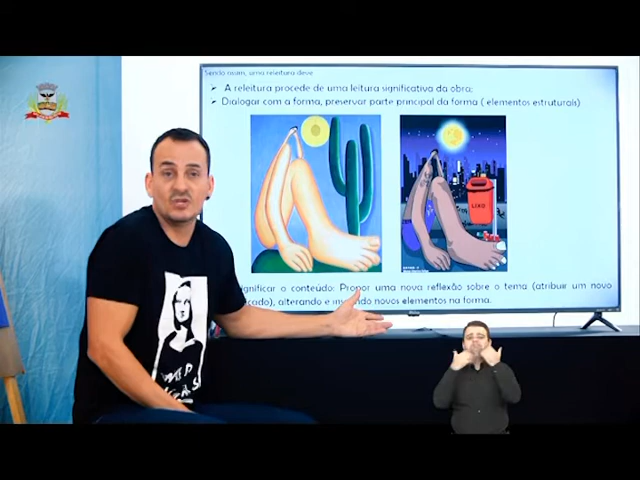 Sendo assim, uma releitura deve
➢ A releitura procede de uma leitura significativa da obra;
➢ Dialogar com a forma, preservar parte principal da forma ( elementos estruturais)
LIXO
significar o conteúdo: Propor uma nova reflexão sobre o tema (atribuir um novo
cado), alterando e novos elementos na forma.